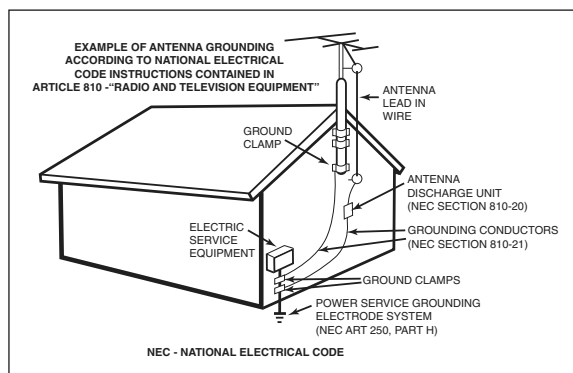 EXAMPLE OF ANTENNA GROUNDING
ACCORDING TO NATIONAL ELECTRICAL
CODE INSTRUCTIONS CONTAINED IN
ARTICLE 810 -“RADIO AND TELEVISION EQUIPMENT”
ANTENNA
LEAD IN
WIRE
GROUND
CLAMP
ANTENNA
DISCHARGE UNIT
(NEC SECTION 810-20)
ELECTRIC
SERVICE
EQUIPMENT
GROUNDING CONDUCTORS
(NEC SECTION 810-21)
GROUND CLAMPS
POWER SERVICE GROUNDING
ELECTRODE SYSTEM
(NEC ART 250, PART H)
NEC - NATIONAL ELECTRICAL CODE